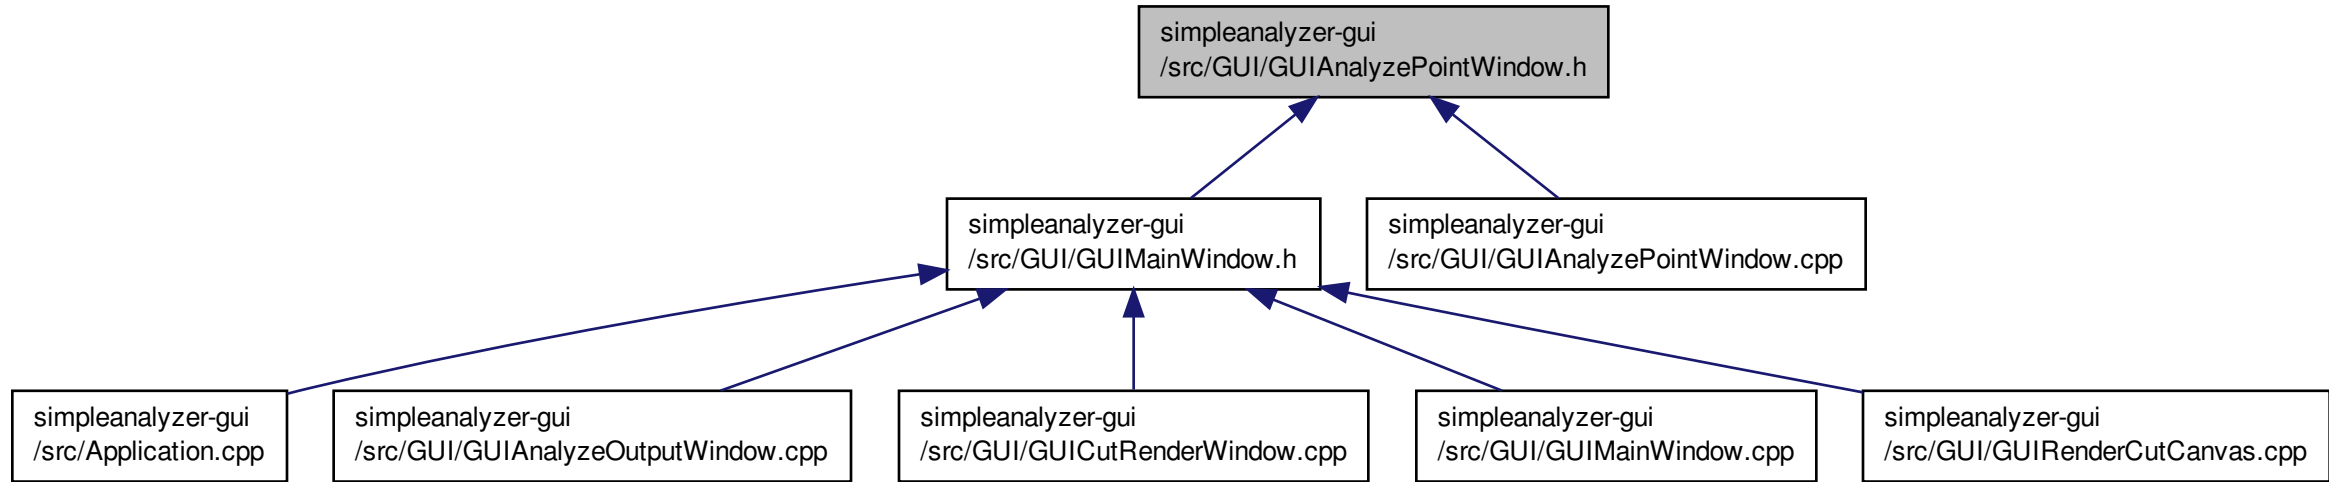 simpleanalyzer-gui
/src/GUI/GUIAnalyzePointWindow.h
simpleanalyzer-gui
/src/GUI/GUIMainWindow.h
simpleanalyzer-gui
/src/GUI/GUIAnalyzePointWindow.cpp
simpleanalyzer-gui
/src/Application.cpp
simpleanalyzer-gui
/src/GUI/GUIAnalyzeOutputWindow.cpp
simpleanalyzer-gui
/src/GUI/GUICutRenderWindow.cpp
simpleanalyzer-gui
/src/GUI/GUIMainWindow.cpp
simpleanalyzer-gui
/src/GUI/GUIRenderCutCanvas.cpp